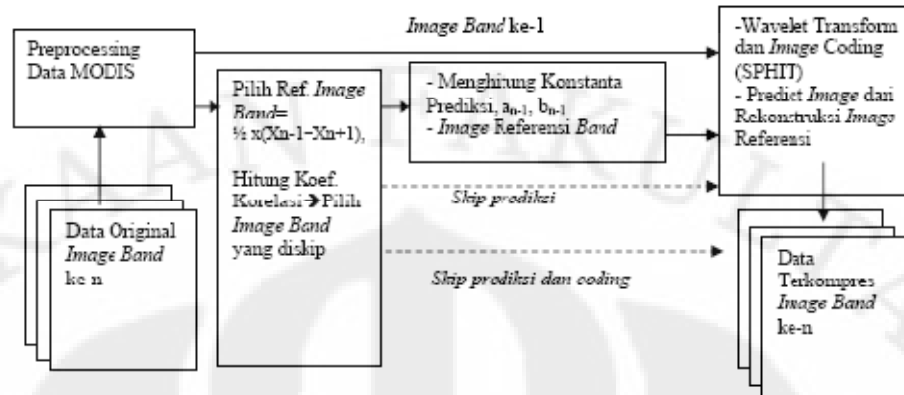 Image Band ke-1
Preprocessing
Data MODIS
Pilih Ref. Image
Band=
½ x(Xn-1−Xn+1),
Hitung Koef.
Korelasi→Pilih
Image Band
yang diskip
- Menghitung Konstanta
Prediksi, an-1, bn-1
- Image Referensi Band
-Wavelet Transform
dan Image Coding
(SPHIT)
- Predict Image dari
Rekonstruksi Image
Referensi
Skip prediksi
Skip prediksi dan coding
Data Original
Image Band
ke-n
Data
Terkompres
Image Band
ke-n